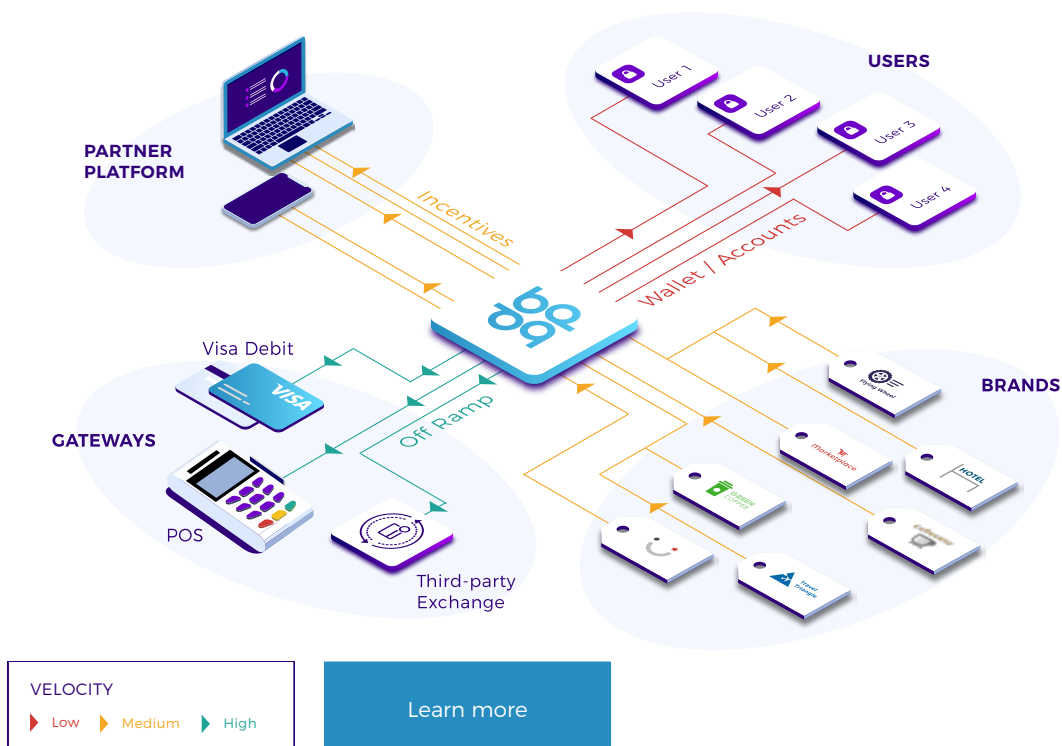 USERS
User 1
User 2
User 3
User 4
PARTNER
PLATFORM
Incentives
Wallet / Accounts
Visa Debit
VISA
Off Ramp
GATEWAYS
POS
Third-party
Exchange
BRANDS
Flying Wheel
marketplace
HOTEL
GREEN
COFFEE
Travel
Triangle
VELOCITY
Low
Medium
High
Learn more